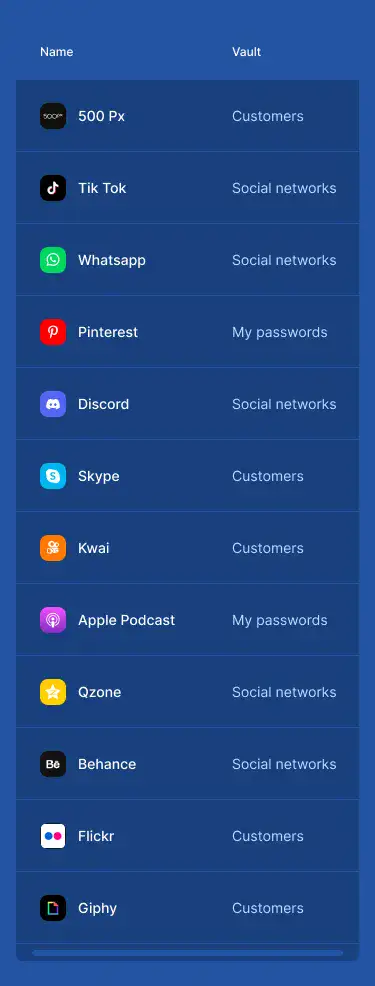 Name Vault
500px 500 Px Customers
Tik Tok Social networks
Whatsapp Social networks
Pinterest My passwords
Discord Social networks
Skype Customers
Kwai Customers
Apple Podcast My passwords
Qzone Social networks
Bē Behance Social networks
Flickr Customers
Giphy Customers